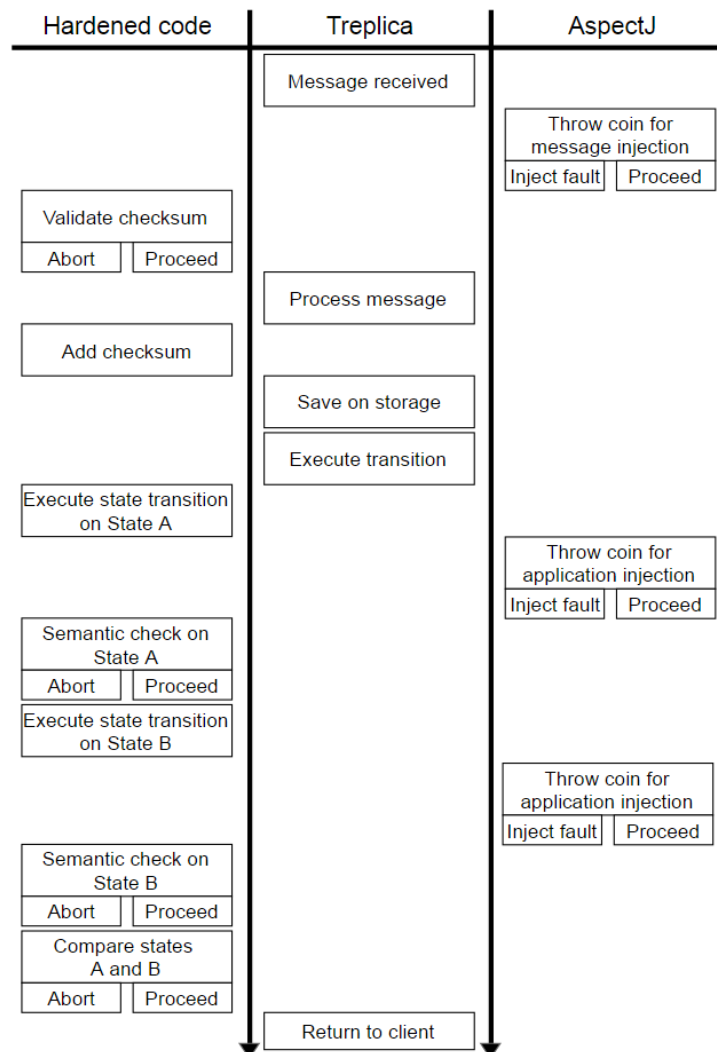 Hardened code
Treplica
AspectJ
Message received
Throw coin for
message injection
Inject fault
Proceed
Validate checksum
Abort
Proceed
Process message
Add checksum
Save on storage
Execute transition
Execute state transition
on State A
Throw coin for
application injection
Inject fault
Proceed
Semantic check on
State A
Abort
Proceed
Execute state transition
on State B
Throw coin for
application injection
Inject fault
Proceed
Semantic check on
State B
Abort
Proceed
Compare states
A and B
Abort
Proceed
Return to client